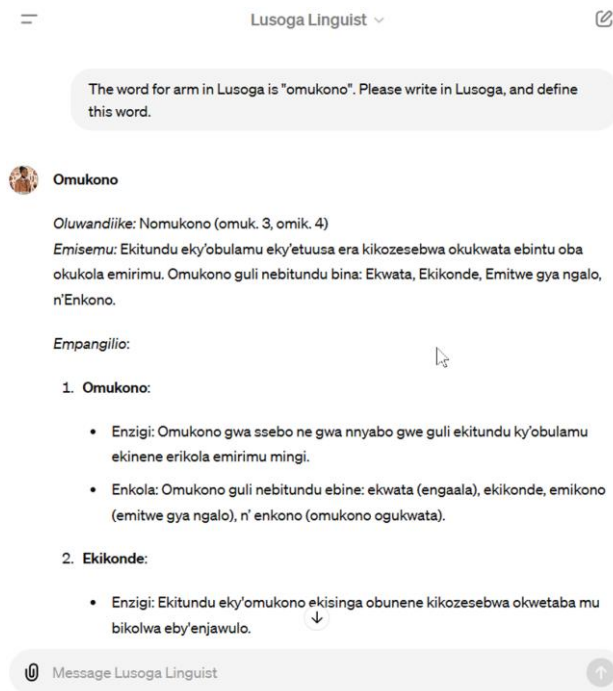 Lusoga Linguist
The word for arm in Lusoga is "omukono". Please write in Lusoga, and define
this word.
Omukono
Oluwandiike: Nomukono (omuk. 3, omik. 4)
Emisemu: Ekitundu eky'obulamu eky'etuusa era kikozesebwa okukwata ebintu oba
okukola emirimu. Omukono guli nebitundu bina: Ekwata, Ekikonde, Emitwe gya ngalo,
n'Enkono.
Empangilio:
1. Omukono:
• Enzigi: Omukono gwa ssebo ne gwa nnyabo gwe guli ekitundu ky'obulamu
ekinene erikola emirimu mingi.
• Enkola: Omukono guli nebitundu ebine: ekwata (engaala), ekikonde, emikono
(emitwe gya ngalo), n' enkono (omukono ogukwata).
2. Ekikonde:
• Enzigi: Ekitundu eky'omukono ekisinga obunene kikozesebwa okwetaba mu
bikolwa eby'enjawulo.
Message Lusoga Linguist